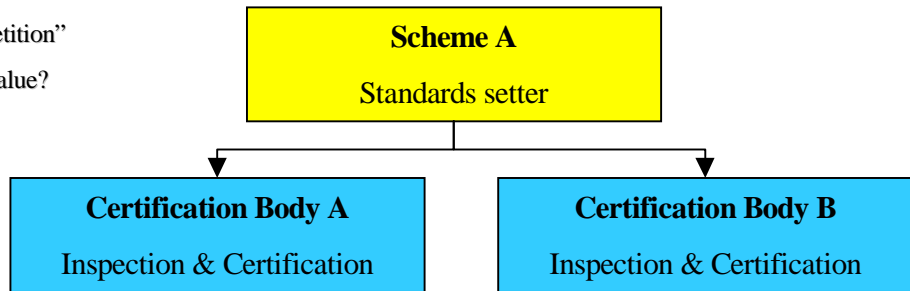 etition”
alue?
Scheme A
Standards setter
Certification Body A
Inspection & Certification
Certification Body B
Inspection & Certification